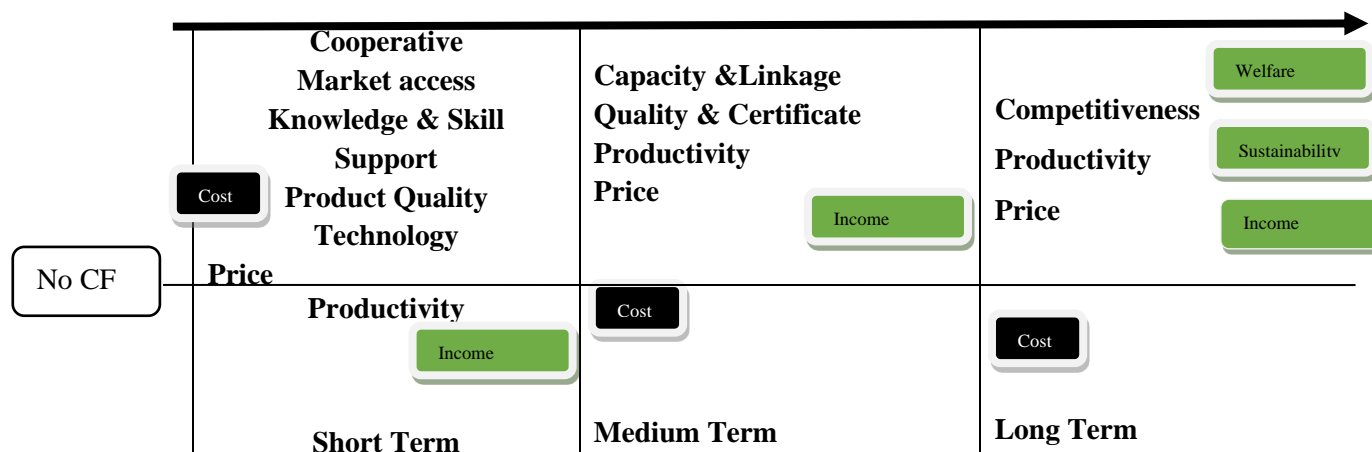 Cooperative
Market access
Knowledge & Skill
Support
Product Quality
Technology
Cost
Price
No CF
Productivity
Income
Short Term
Capacity &Linkage
Quality & Certificate
Productivity
Price
Income
Cost
Medium Term
Welfare
Competitiveness
Sustainability
Productivity
Price
Income
Cost
Long Term